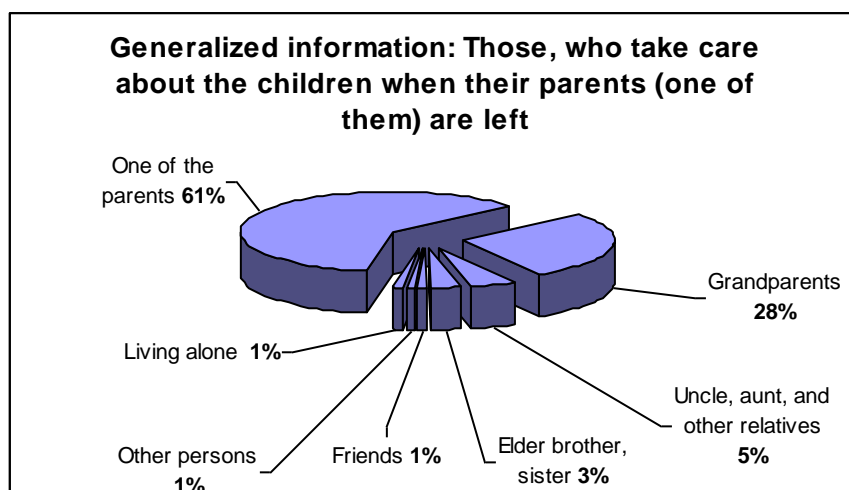 Generalized information: Those, who take care
about the children when their parents (one of
them) are left
One of the
parents 61%
Grandparents
28%
Uncle, aunt, and
other relatives
5%
Elder brother,
sister 3%
Friends 1%
Other persons
1%
Living alone 1%